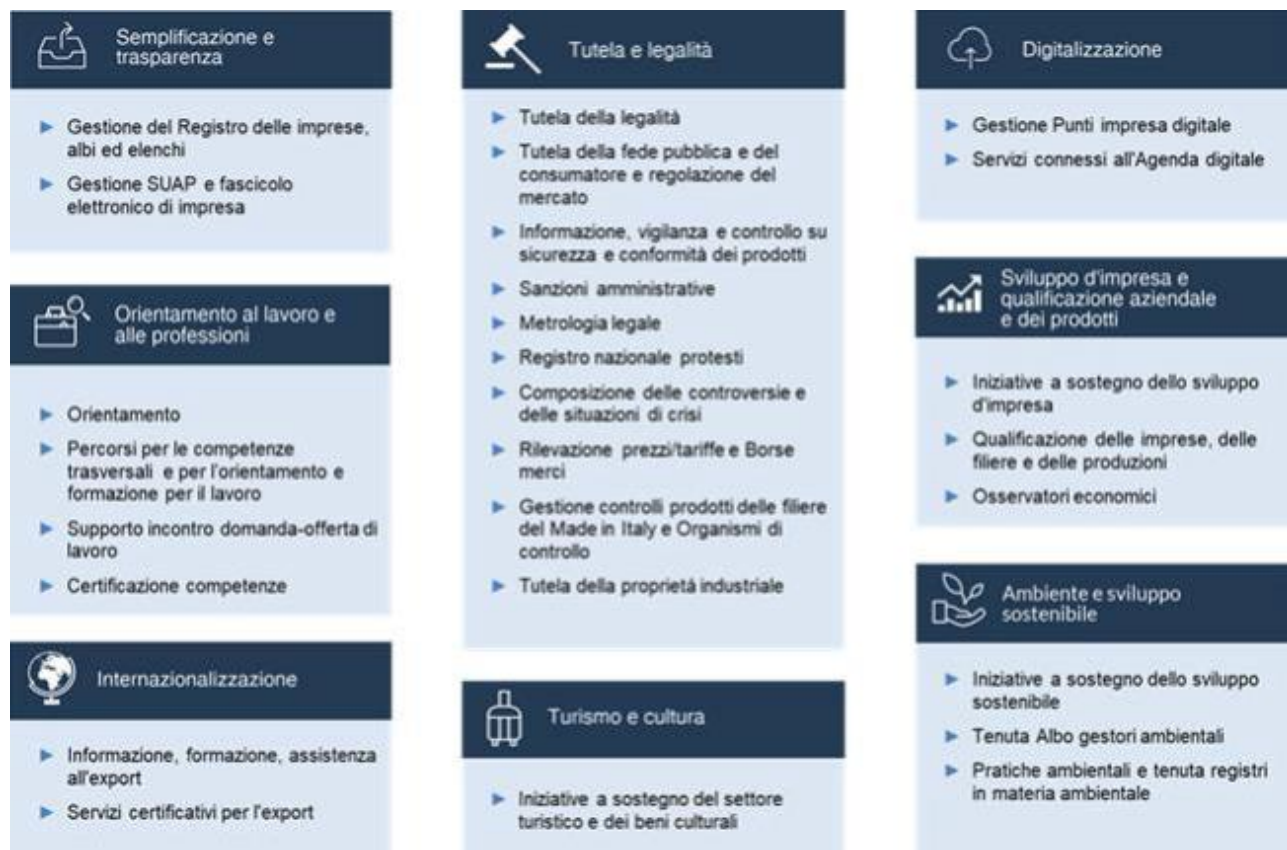 Semplificazione e
trasparenza
Gestione del Registro delle imprese,
albi ed elenchi
Gestione SUAP e fascicolo
elettronico di impresa
Orientamento al lavoro e
alle professioni
Orientamento
Percorsi per le competenze
trasversali e per l'orientamento e
formazione per il lavoro
Supporto incontro domanda-offerta di
lavoro
Certificazione competenze
Internazionalizzazione
Informazione, formazione, assistenza
all'export
Servizi certificativi per l'export
Tutela e legalità
Tutela della legalità
Tutela della fede pubblica e del
consumatore e regolazione del
mercato
Informazione, vigilanza e controllo su
sicurezza e conformità dei prodotti
Sanzioni amministrative
Metrologia legale
Registro nazionale protesti
Composizione delle controversie e
delle situazioni di crisi
Rilevazione prezzi/tariffe e Borse
merci
Gestione controlli prodotti delle filiere
del Made in Italy e Organismi di
controllo
Tutela della proprietà industriale
Turismo e cultura
Iniziative a sostegno del settore
turistico e dei beni culturali
Digitalizzazione
Gestione Punti impresa digitale
Servizi connessi all'Agenda digitale
Sviluppo d'impresa e
qualificazione aziendale
e dei prodotti
Iniziative a sostegno dello sviluppo
d'impresa
Qualificazione delle imprese, delle
filiere e delle produzioni
Osservatori economici
Ambiente e sviluppo
sostenibile
Iniziative a sostegno dello sviluppo
sostenibile
Tenuta Albo gestori ambientali
Pratiche ambientali e tenuta registri
in materia ambientale